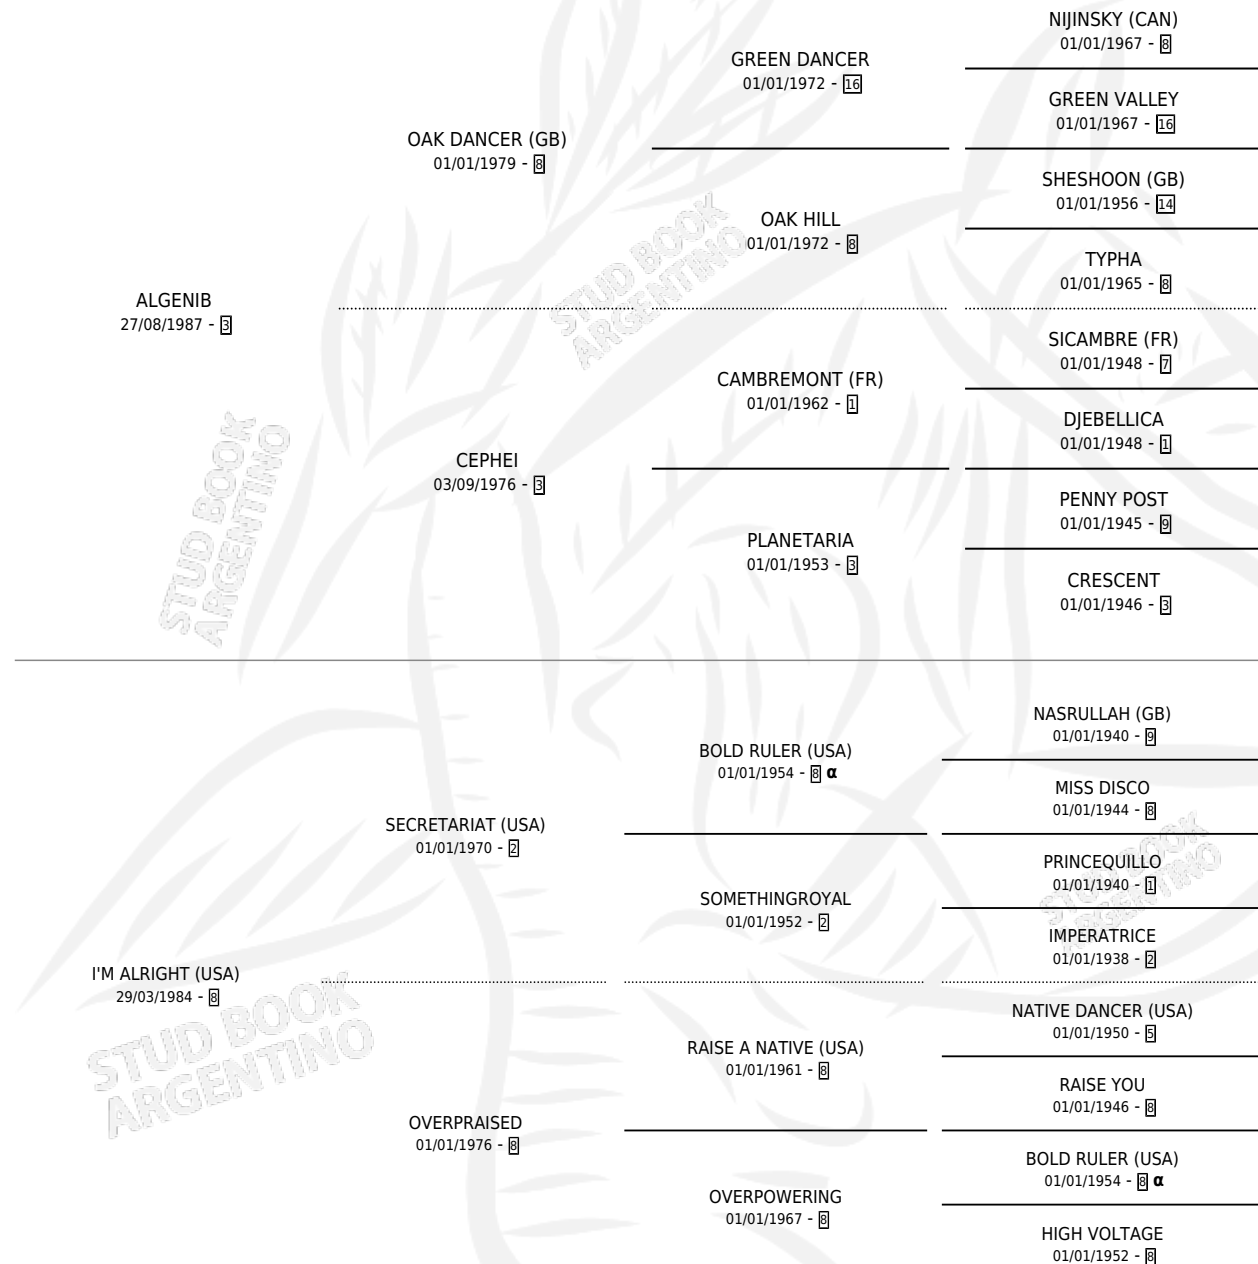 NIJINSKY (CAN)
01/01/1967 - 8
GREEN DANCER
01/01/1972 - 16
GREEN VALLEY
01/01/1967 - 16
OAK DANCER (GB)
01/01/1979 - 8
SHESHOON (GB)
01/01/1956 - 14
OAK HILL
01/01/1972 - 8
TYPHA
01/01/1965 - 8
ALGENIB
27/08/1987 - 3
SICAMBRE (FR)
01/01/1948 - 7
CAMBREMONT (FR)
01/01/1962 - 1
DJEBELLICA
01/01/1948 - 1
CEPHEI
03/09/1976 - 3
PENNY POST
01/01/1945 - 9
PLANETARIA
01/01/1953 - 3
CRESCENT
01/01/1946 - 3
NASRULLAH (GB)
01/01/1940 - 9
BOLD RULER (USA)
01/01/1954 - 8 α
MISS DISCO
01/01/1944 - 8
SECRETARIAT (USA)
01/01/1970 - 2
PRINCEQUILLO
01/01/1940 - 1
SOMETHINGROYAL
01/01/1952 - 2
IMPERATRICE
01/01/1938 - 2
I'M ALRIGHT (USA)
29/03/1984 - 8
NATIVE DANCER (USA)
01/01/1950 - 5
RAISE A NATIVE (USA)
01/01/1961 - 8
RAISE YOU
01/01/1946 - 8
OVERPRAISED
01/01/1976 - 8
BOLD RULER (USA)
01/01/1954 - 8 α
OVERPOWERING
01/01/1967 - 8
HIGH VOLTAGE
01/01/1952 - 8
STUD BOOK
ARGENTINO
STUD BOOK
ARGENTINO
STUD BOOK
ARGENTINO
STUD BOOK
ARGENTINO